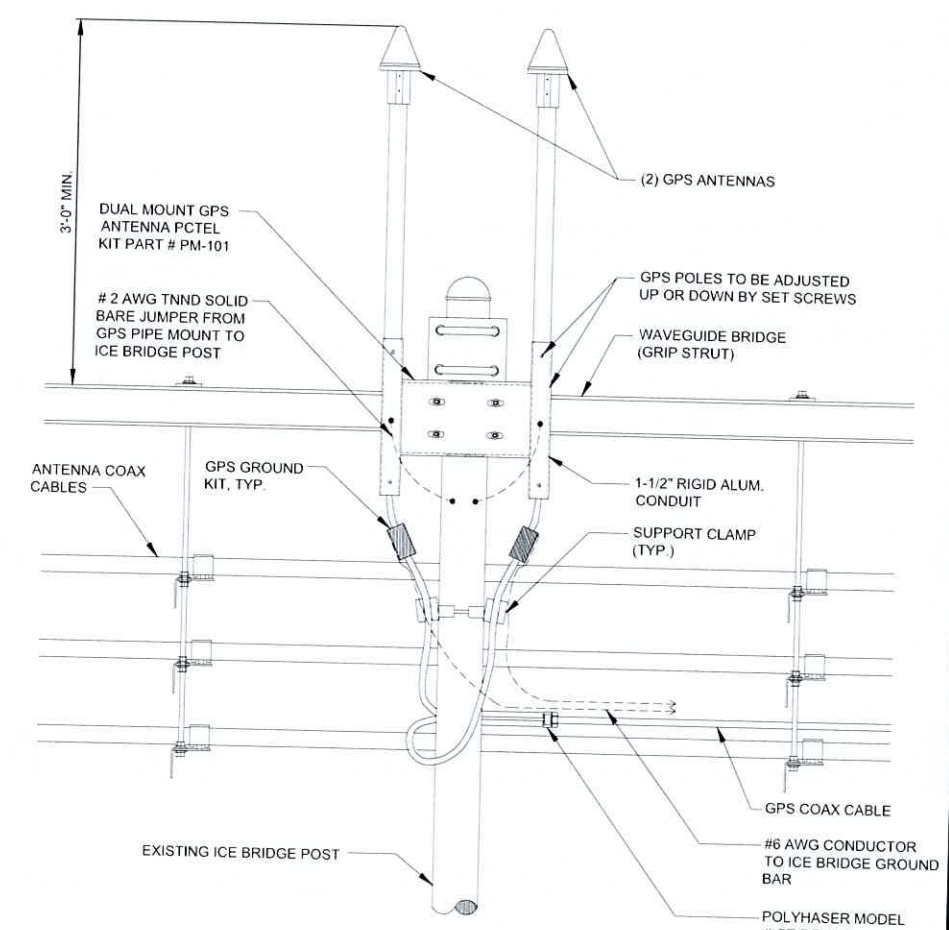 3'-0" MIN.
(2) GPS ANTENNAS
DUAL MOUNT GPS
ANTENNA PCTEL
KIT PART # PM-101
GPS POLES TO BE ADJUSTED
UP OR DOWN BY SET SCREWS
# 2 AWG TNND SOLID
BARE JUMPER FROM
GPS PIPE MOUNT TO
ICE BRIDGE POST
WAVEGUIDE BRIDGE
(GRIP STRUT)
ANTENNA COAX
CABLES
GPS GROUND
KIT, TYP.
1-1/2" RIGID ALUM.
CONDUIT
SUPPORT CLAMP
(TYP.)
GPS COAX CABLE
EXISTING ICE BRIDGE POST
#6 AWG CONDUCTOR
TO ICE BRIDGE GROUND
BAR
POLYHASER MODEL